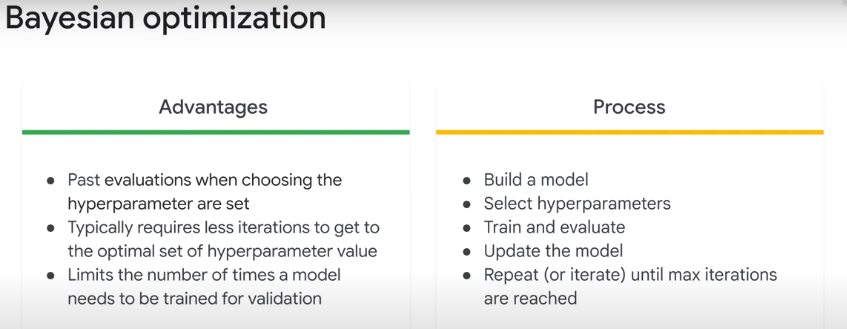 Bayesian optimization
Advantages
• Past evaluations when choosing the
hyperparameter are set
• Typically requires less iterations to get to
the optimal set of hyperparameter value
• Limits the number of times a model
needs to be trained for validation
Process
• Build a model
• Select hyperparameters
• Train and evaluate
• Update the model
• Repeat (or iterate) until max iterations
are reached